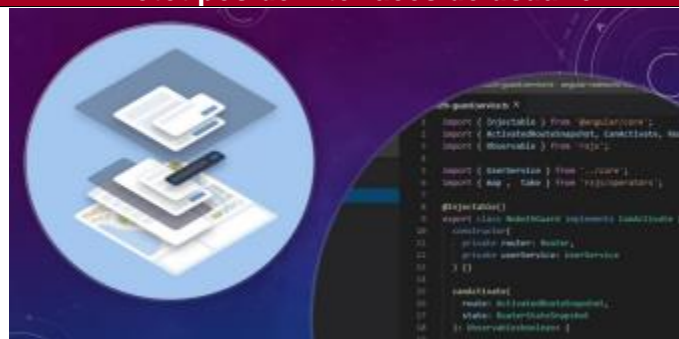 import { Injectable } from '@angular/core';
import { ActivatedRouteSnapshot, CanActivate, Rou
import { Observable } from 'rxjs';
import { UserService } from '../core';
import { map , take } from 'rxjs/operators';
@Injectable()
export class NoAuthGuard implements CanActivate {
constructor(
private router: Router,
private userService: UserService
) {}
canActivate(
route: ActivatedRouteSnapshot,
state: RouterStateSnapshot
): Observable<boolean> {